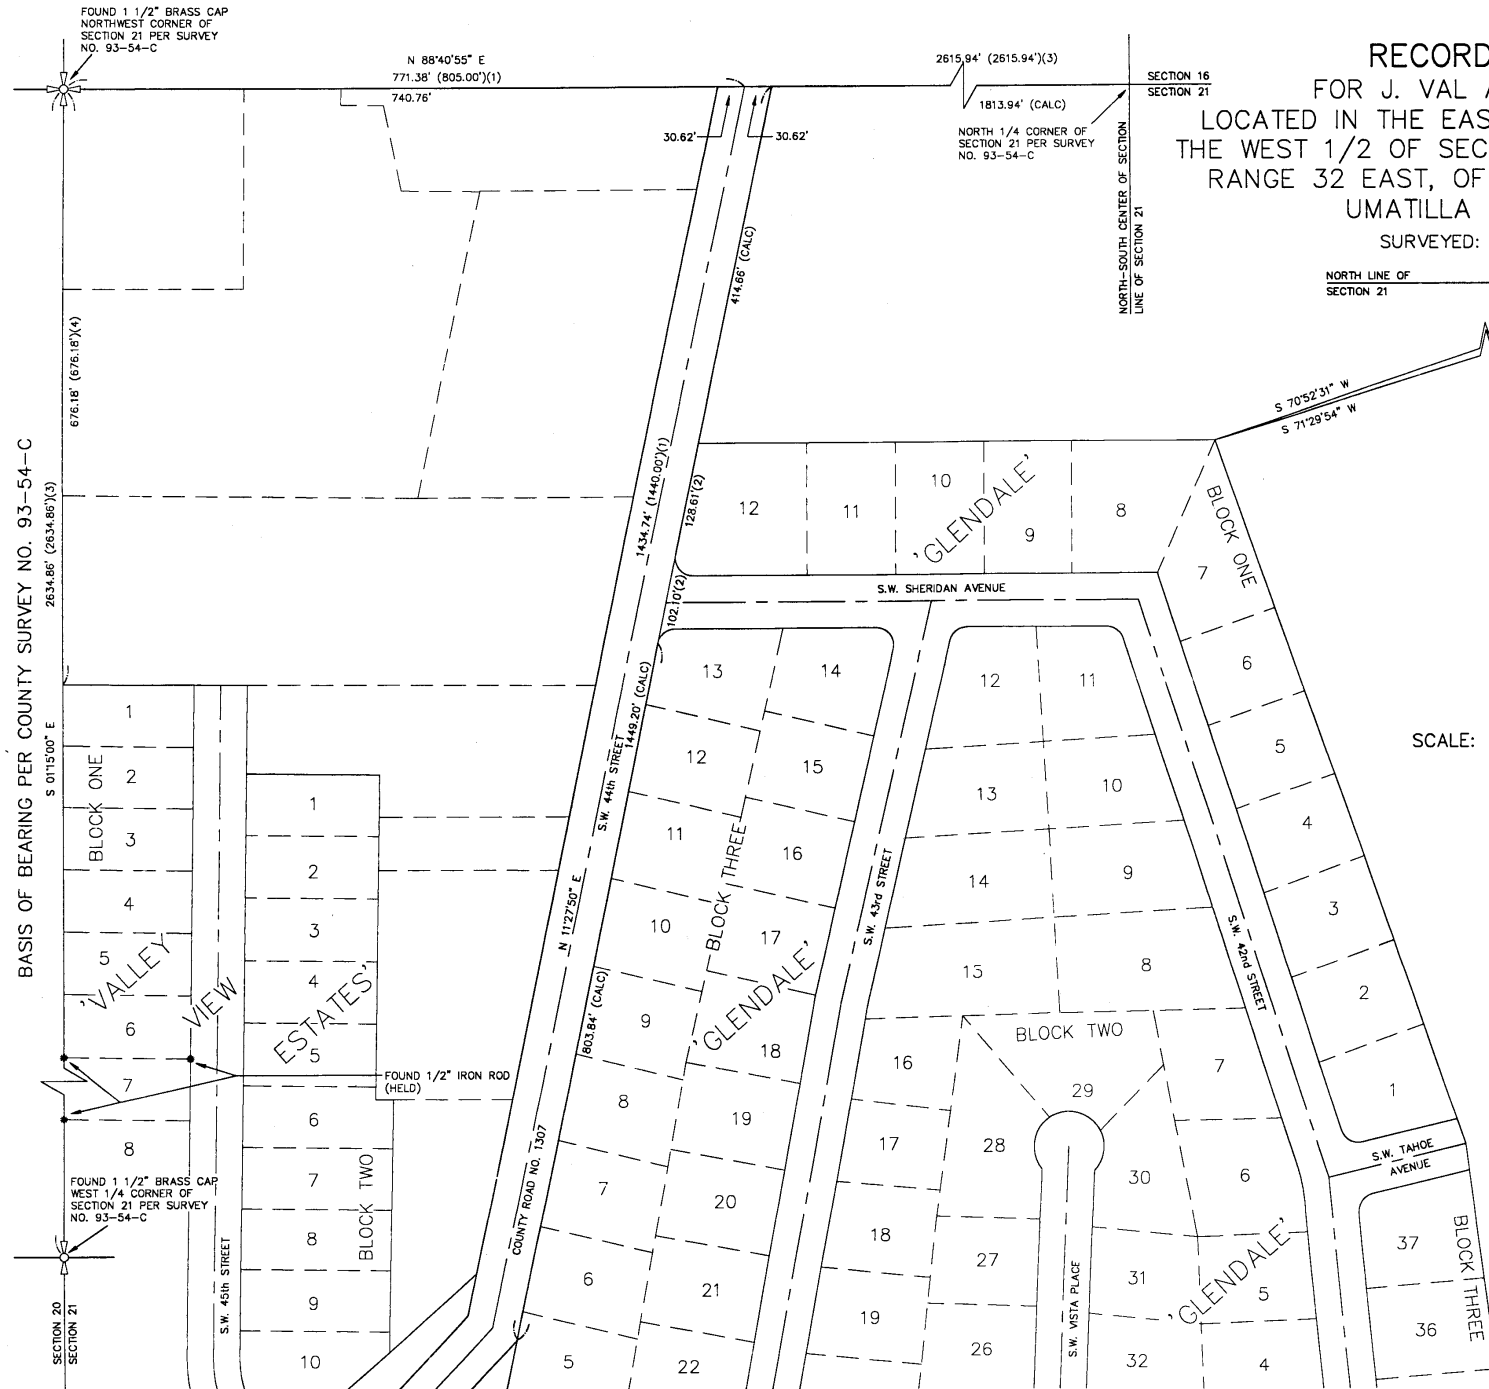 FOUND 1 1/2" BRASS CAP
NORTHWEST CORNER OF
SECTION 21 PER SURVEY
NO. 93-54-C
N 88°40'55" E
771.38' (805.00')(1)
740.76'
30.62'
30.62'
2615.94' (2615.94')(3)
1813.94' (CALC)
SECTION 16
SECTION 21
NORTH 1/4 CORNER OF
SECTION 21 PER SURVEY
NO. 93-54-C
NORTH-SOUTH CENTER OF SECTION
LINE OF SECTION 21
RECORD
FOR J. VAL A
LOCATED IN THE EAS
THE WEST 1/2 OF SEC
RANGE 32 EAST, OF
UMATILLA
SURVEYED:
NORTH LINE OF
SECTION 21
S 70°52'31" W
S 71°29'54" W
SCALE:
BASIS OF BEARING PER COUNTY SURVEY NO. 93-54-C
676.18' (676.18')(4)
2634.86' (2634.86')(3)
S 01°15'00" E
414.66' (CALC)
1434.74' (1440.00')(1)
128.61'(2)
102.10'(2)
1449.20' (CALC)
S.W. 44th STREET
N 11°27'50" E
803.84' (CALC)
COUNTY ROAD NO. 1307
12
11
10
9
8
'GLENDALE'
BLOCK ONE
7
6
5
4
3
2
1
S.W. SHERIDAN AVENUE
13
14
12
15
11
16
10
17
9
18
8
19
7
20
6
21
5
22
BLOCK THREE
'GLENDALE'
S.W. 43rd STREET
12
11
13
10
14
9
15
8
BLOCK TWO
16
29
7
17
28
30
6
18
27
31
5
19
26
32
4
'GLENDALE'
S.W. VISTA PLACE
S.W. 42nd STREET
S.W. TAHOE
AVENUE
37
36
BLOCK THREE
1
2
3
4
5
6
7
8
BLOCK ONE
'VALLEY
VIEW
ESTATES'
1
2
3
4
5
6
7
8
9
10
BLOCK TWO
S.W. 45th STREET
FOUND 1/2" IRON ROD
(HELD)
FOUND 1 1/2" BRASS CAP
WEST 1/4 CORNER OF
SECTION 21 PER SURVEY
NO. 93-54-C
SECTION 20
SECTION 21